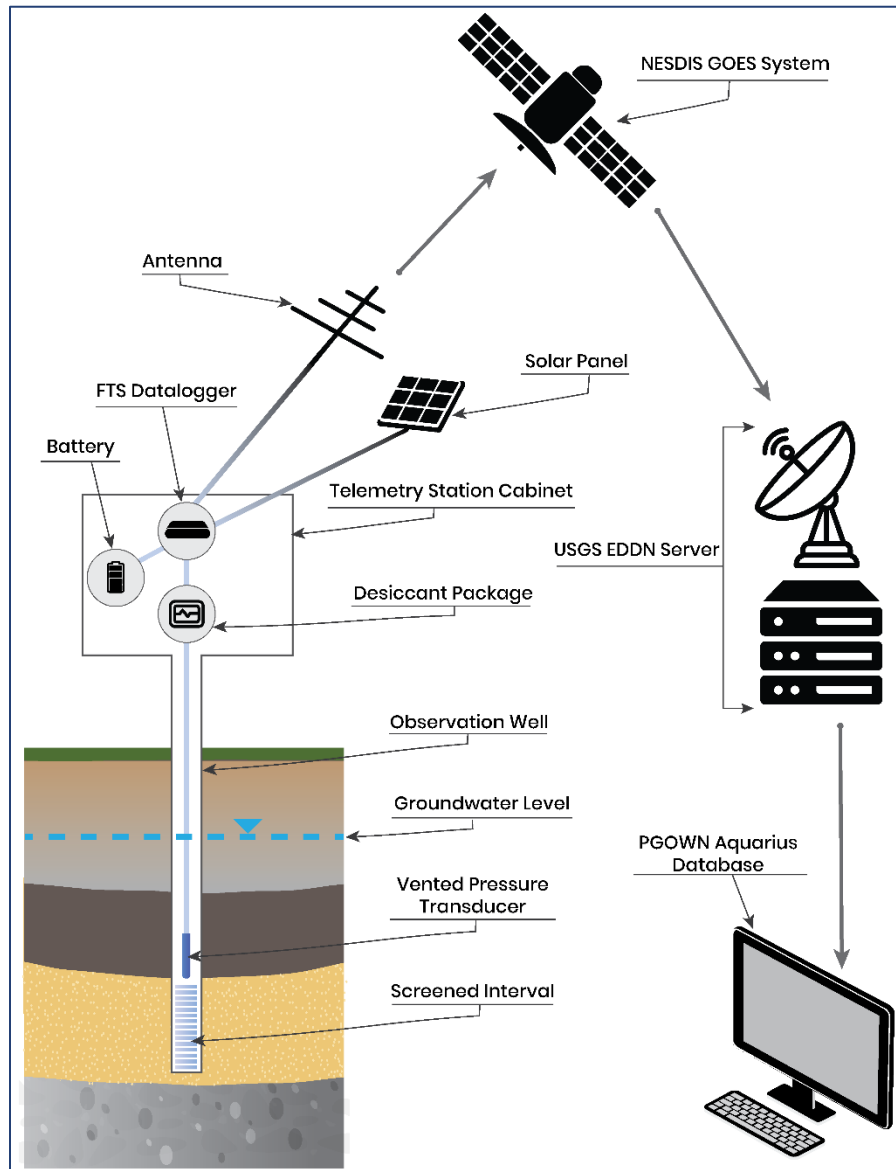 NESDIS GOES System
Antenna
Solar Panel
FTS Datalogger
Battery
Telemetry Station Cabinet
USGS EDDN Server
Desiccant Package
Observation Well
Groundwater Level
PGOWN Aquarius
Database
Vented Pressure
Transducer
Screened Interval